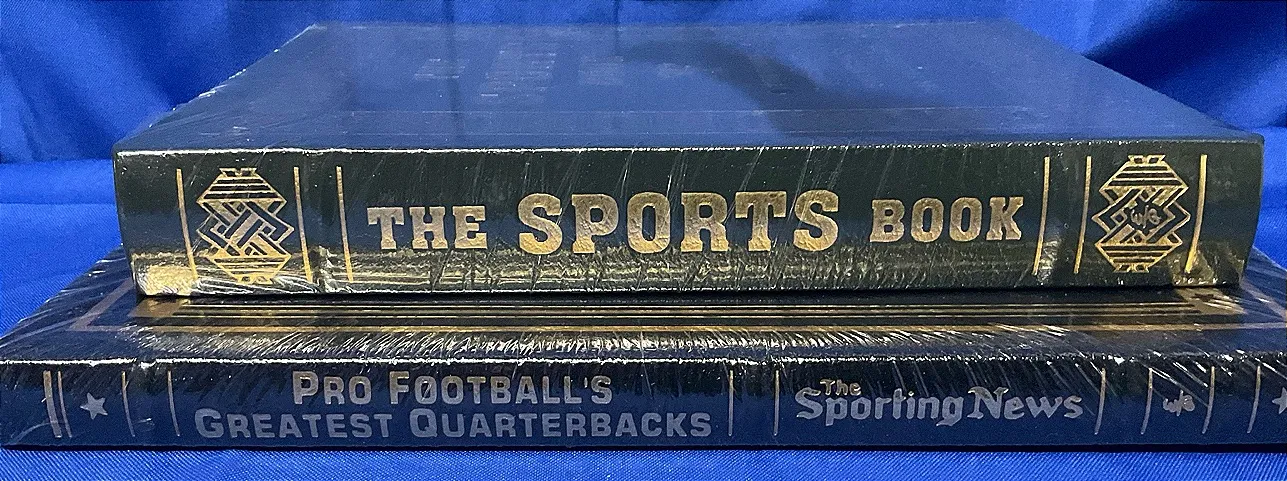 THE SPORTS BOOK
w/s
PRO FOOTBALL'S
GREATEST QUARTERBACKS
The
Sporting News
w/s